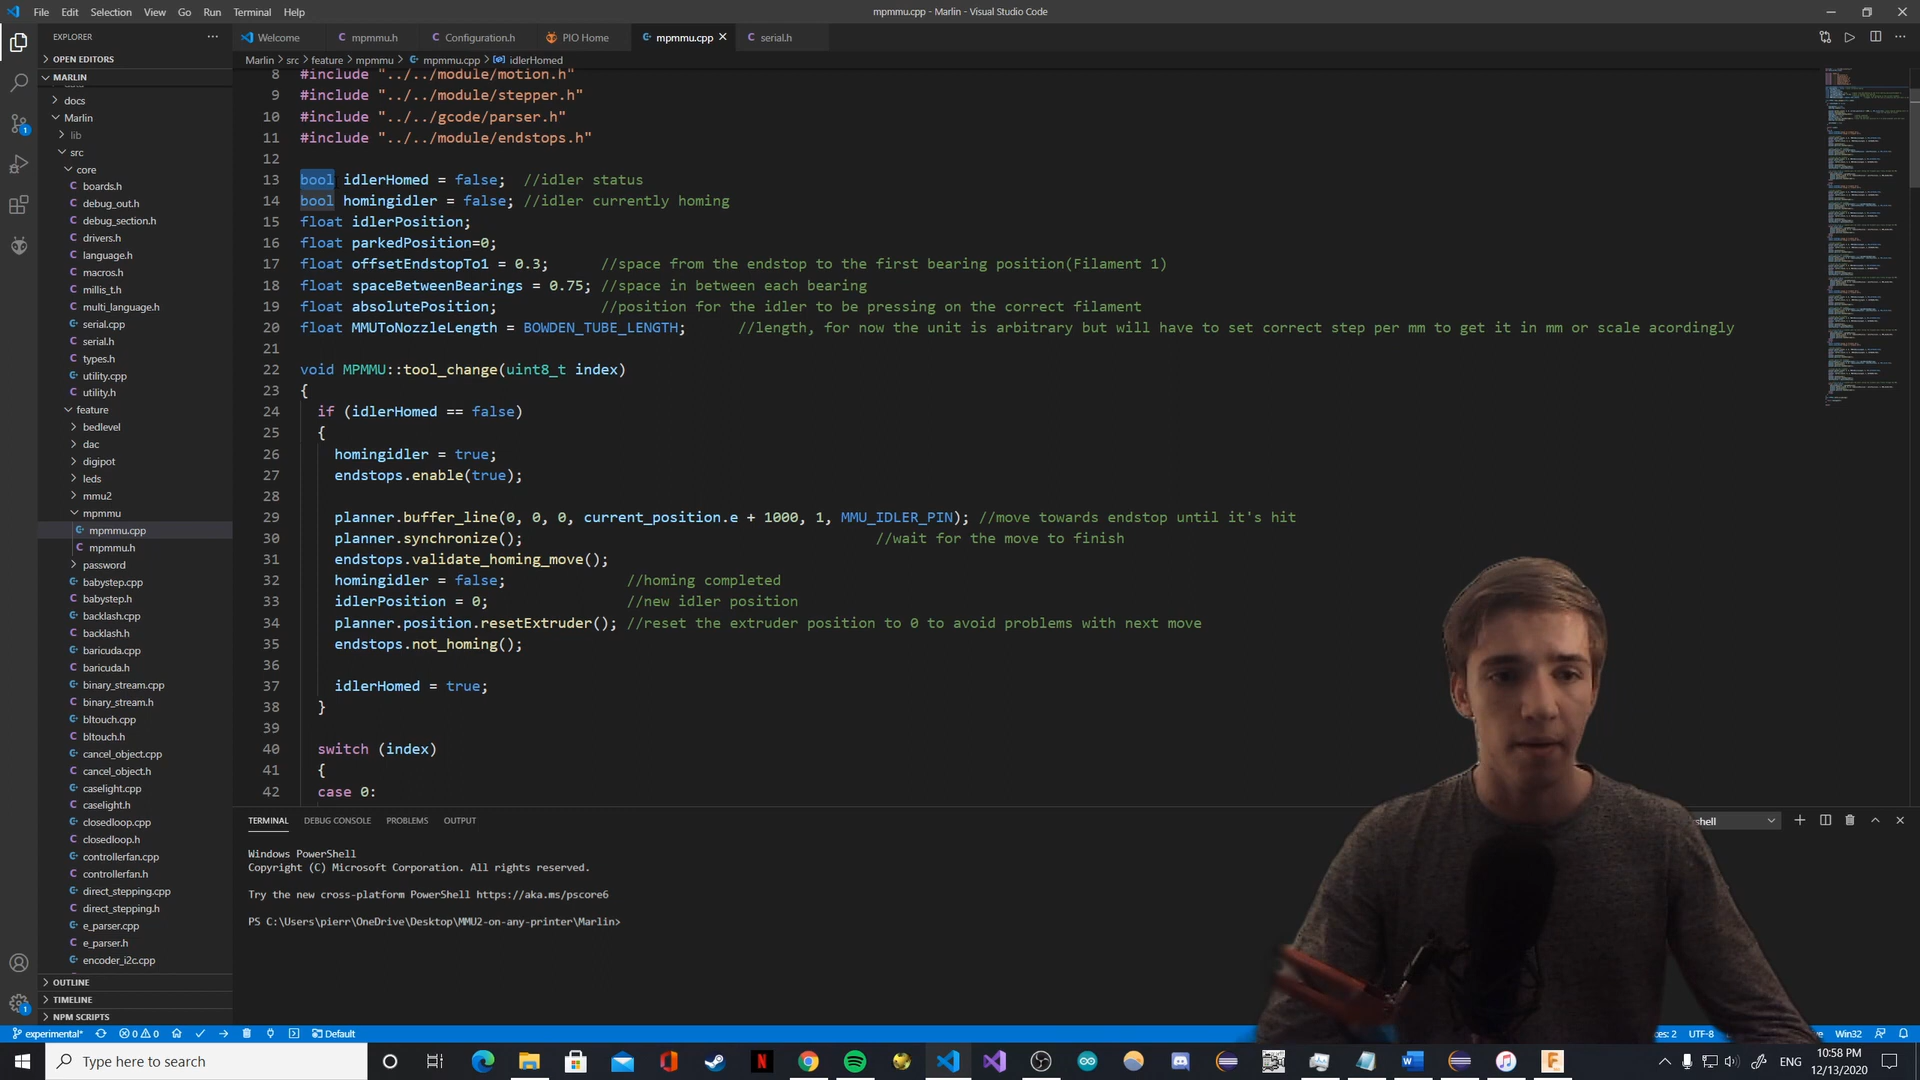 File Edit Selection View Go Run Terminal Help
mpmmu.cpp - Marlin - Visual Studio Code
EXPLORER
Welcome
mpmmu.h
Configuration.h
PIO Home
mpmmu.cpp
serial.h
OPEN EDITORS
MARLIN
docs
Marlin
lib
src
core
boards.h
debug_out.h
debug_section.h
drivers.h
language.h
macros.h
millis_t.h
multi_language.h
serial.cpp
serial.h
types.h
utility.cpp
utility.h
feature
bedlevel
dac
digipot
leds
mmu2
mpmmu
mpmmu.cpp
mpmmu.h
password
babystep.cpp
babystep.h
backlash.cpp
backlash.h
baricuda.cpp
baricuda.h
binary_stream.cpp
binary_stream.h
bltouch.cpp
bltouch.h
cancel_object.cpp
cancel_object.h
caselight.cpp
caselight.h
closedloop.cpp
closedloop.h
controllerfan.cpp
controllerfan.h
direct_stepping.cpp
direct_stepping.h
e_parser.cpp
e_parser.h
encoder_i2c.cpp
OUTLINE
TIMELINE
NPM SCRIPTS
Marlin > src > feature > mpmmu > mpmmu.cpp > idlerHomed
8 #include "../../module/motion.h"
9 #include "../../module/stepper.h"
10 #include "../../gcode/parser.h"
11 #include "../../module/endstops.h"
12
13 bool idlerHomed = false; //idler status
14 bool homingidler = false; //idler currently homing
15 float idlerPosition;
16 float parkedPosition=0;
17 float offsetEndstopTo1 = 0.3; //space from the endstop to the first bearing position(Filament 1)
18 float spaceBetweenBearings = 0.75; //space in between each bearing
19 float absolutePosition; //position for the idler to be pressing on the correct filament
20 float MMUToNozzleLength = BOWDEN_TUBE_LENGTH; //length, for now the unit is arbitrary but will have to set correct step per mm to get it in mm or scale acordingly
21
22 void MPMMU::tool_change(uint8_t index)
23 {
24 if (idlerHomed == false)
25 {
26 homingidler = true;
27 endstops.enable(true);
28
29 planner.buffer_line(0, 0, 0, current_position.e + 1000, 1, MMU_IDLER_PIN); //move towards endstop until it's hit
30 planner.synchronize(); //wait for the move to finish
31 endstops.validate_homing_move();
32 homingidler = false; //homing completed
33 idlerPosition = 0; //new idler position
34 planner.position.resetExtruder(); //reset the extruder position to 0 to avoid problems with next move
35 endstops.not_homing();
36
37 idlerHomed = true;
38 }
39
40 switch (index)
41 {
42 case 0:
TERMINAL DEBUG CONSOLE PROBLEMS OUTPUT
shell
Windows PowerShell
Copyright (C) Microsoft Corporation. All rights reserved.
Try the new cross-platform PowerShell https://aka.ms/pscore6
PS C:\Users\pierr\OneDrive\Desktop\MMU2-on-any-printer\Marlin>
experimental* 0 0 Default
ces: 2 UTF-8 Win32
Type here to search
ENG
10:58 PM
12/13/2020